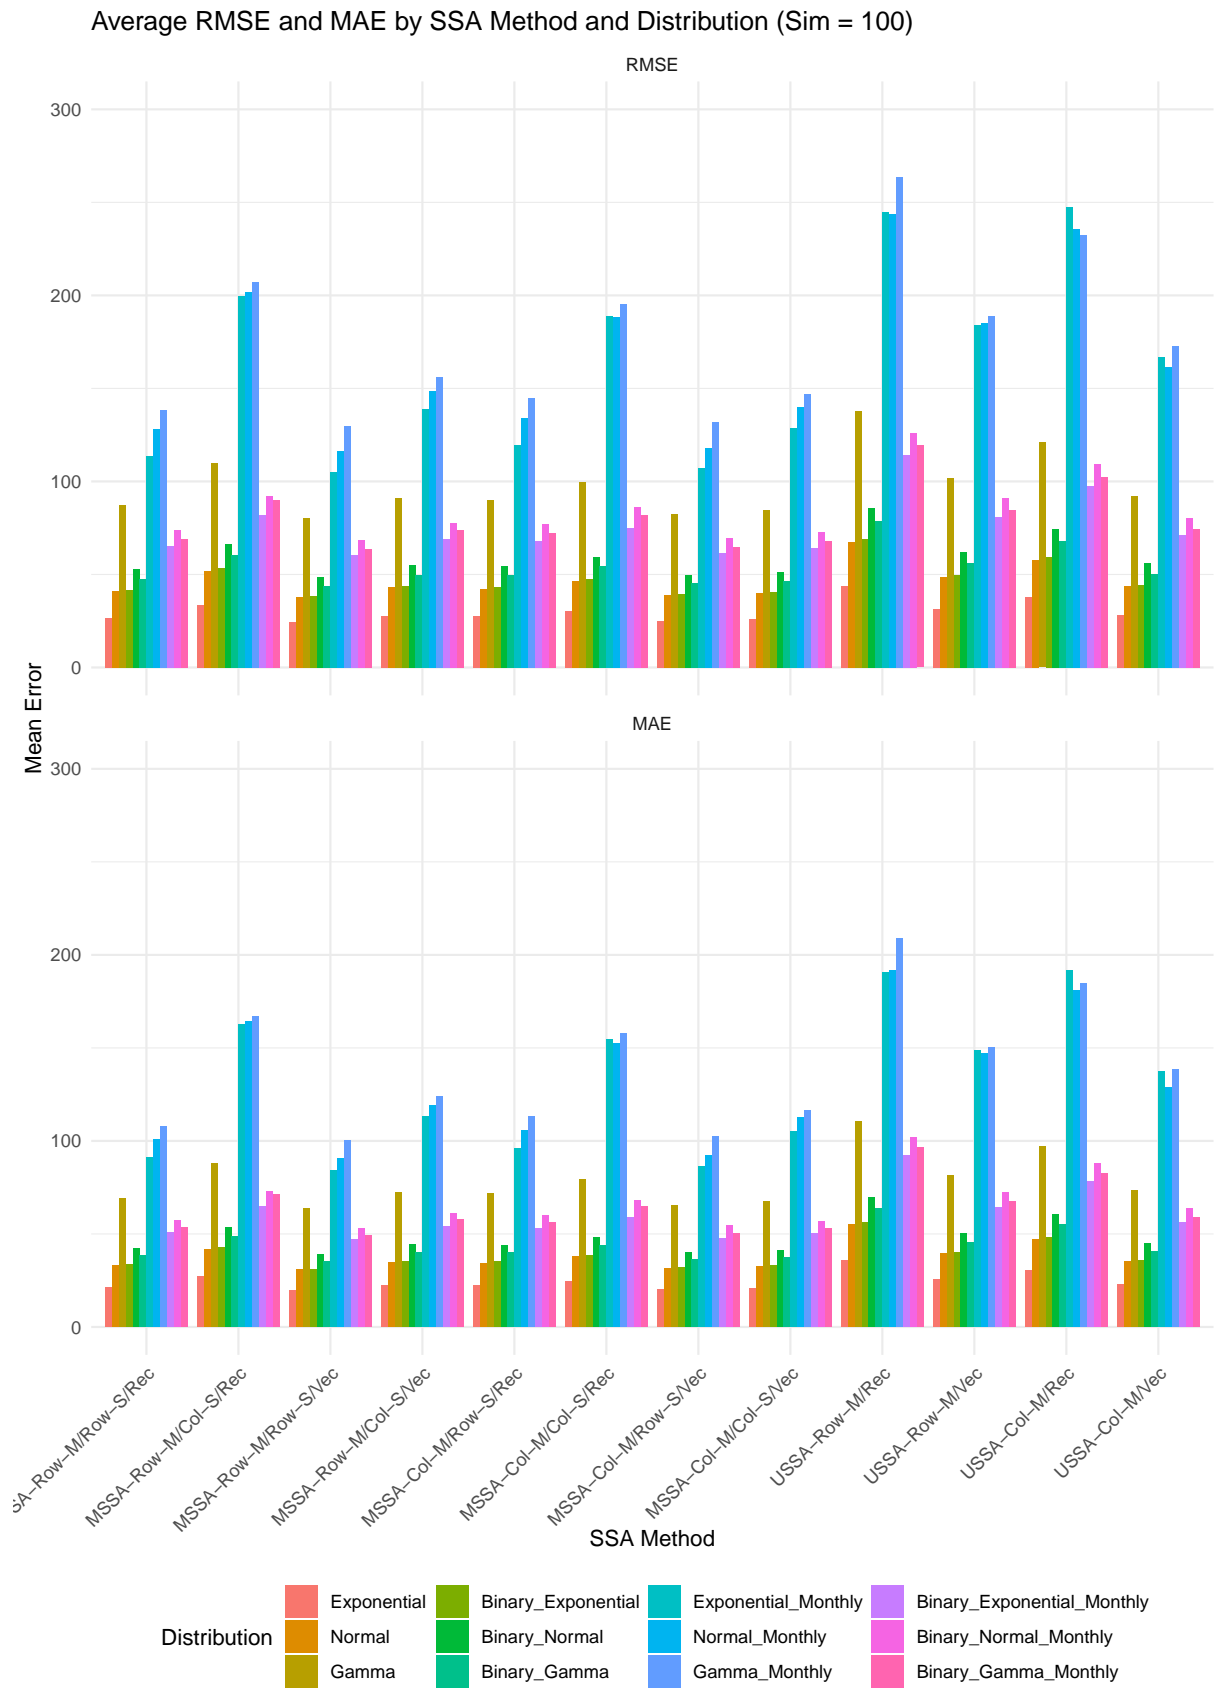 Average RMSE and MAE by SSA Method and Distribution (Sim = 100)
RMSE
300
200
100
0
Mean Error
MAE
300
200
100
0
SA−Row−M/Row−S/Rec
MSSA−Row−M/Col−S/Rec
MSSA−Row−M/Row−S/Vec
MSSA−Row−M/Col−S/Vec
MSSA−Col−M/Row−S/Rec
MSSA−Col−M/Col−S/Rec
MSSA−Col−M/Row−S/Vec
MSSA−Col−M/Col−S/Vec
USSA−Row−M/Rec
USSA−Row−M/Vec
USSA−Col−M/Rec
USSA−Col−M/Vec
SSA Method
Distribution
Exponential
Normal
Gamma
Binary_Exponential
Binary_Normal
Binary_Gamma
Exponential_Monthly
Normal_Monthly
Gamma_Monthly
Binary_Exponential_Monthly
Binary_Normal_Monthly
Binary_Gamma_Monthly